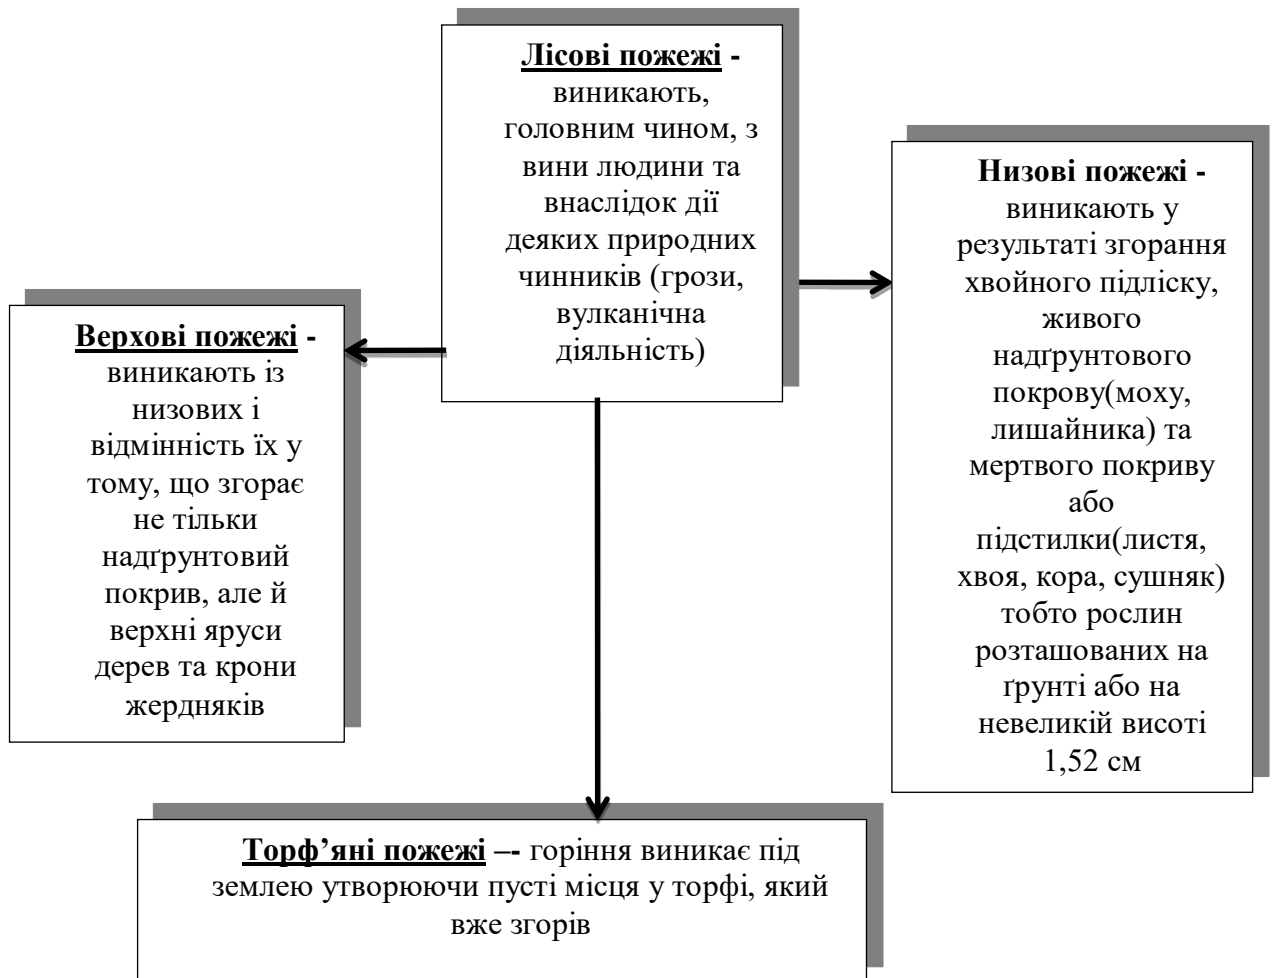 Лісові пожежі -
виникають,
головним чином, з
вини людини та
внаслідок дії
деяких природних
чинників (грози,
вулканічна
діяльність)
Верхові пожежі -
виникають із
низових і
відмінність їх у
тому, що згорає
не тільки
надґрунтовий
покрив, але й
верхні яруси
дерев та крони
жердняків
Низові пожежі -
виникають у
результаті згорання
хвойного підліску,
живого
надґрунтового
покрову(моху,
лишайника) та
мертвого покриву
або
підстилки(листя,
хвоя, кора, сушняк)
тобто рослин
розташованих на
ґрунті або на
невеликій висоті
1,52 см
Торф’яні пожежі –- горіння виникає під
землею утворюючи пусті місця у торфі, який
вже згорів